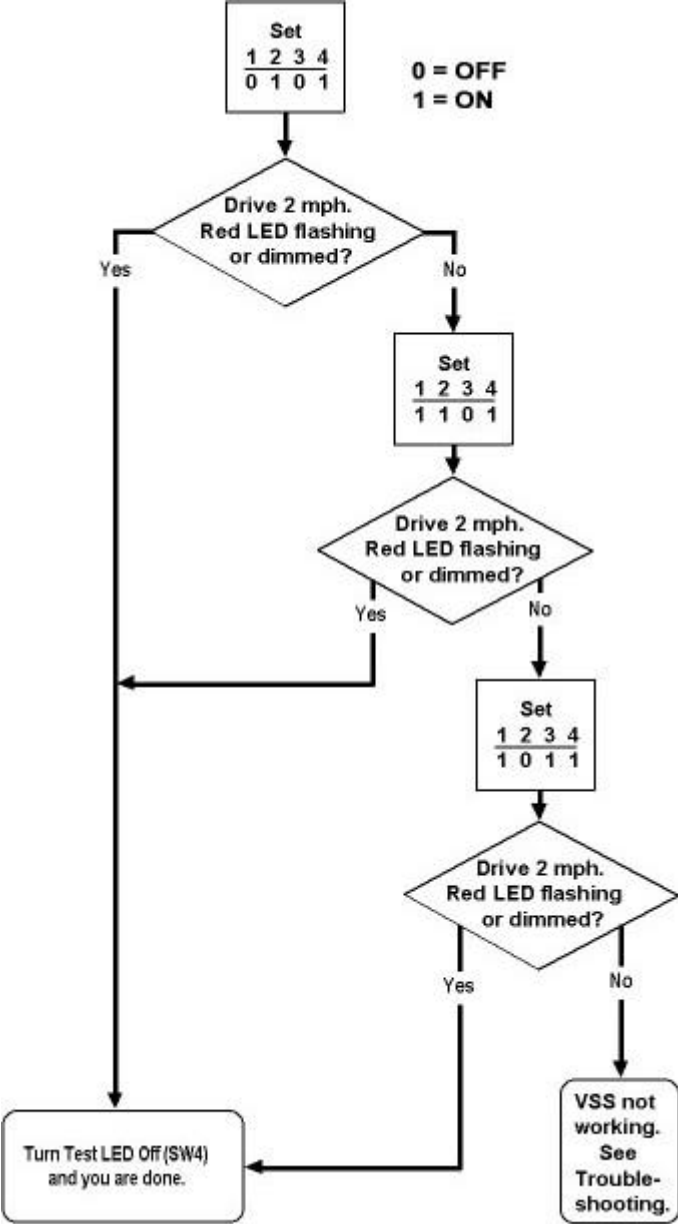 Set
1 2 3 4
0 1 0 1
0 = OFF
1 = ON
Drive 2 mph.
Red LED flashing
or dimmed?
Yes
No
Set
1 2 3 4
1 1 0 1
Drive 2 mph.
Red LED flashing
or dimmed?
Yes
No
Set
1 2 3 4
1 0 1 1
Drive 2 mph.
Red LED flashing
or dimmed?
Yes
No
Turn Test LED Off (SW4)
and you are done.
VSS not
working.
See
Trouble-
shooting.